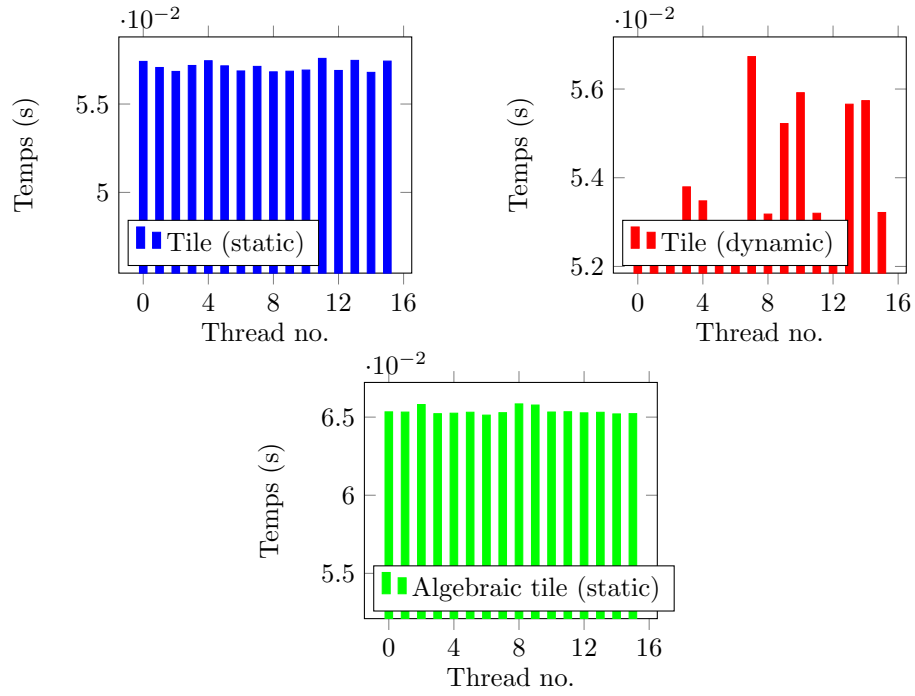 ·10⁻²
5.5
5
Temps (s)
Tile (static)
0 4 8 12 16
Thread no.
·10⁻²
5.6
5.4
5.2
Temps (s)
Tile (dynamic)
0 4 8 12 16
Thread no.
·10⁻²
6.5
6
5.5
Temps (s)
Algebraic tile (static)
0 4 8 12 16
Thread no.